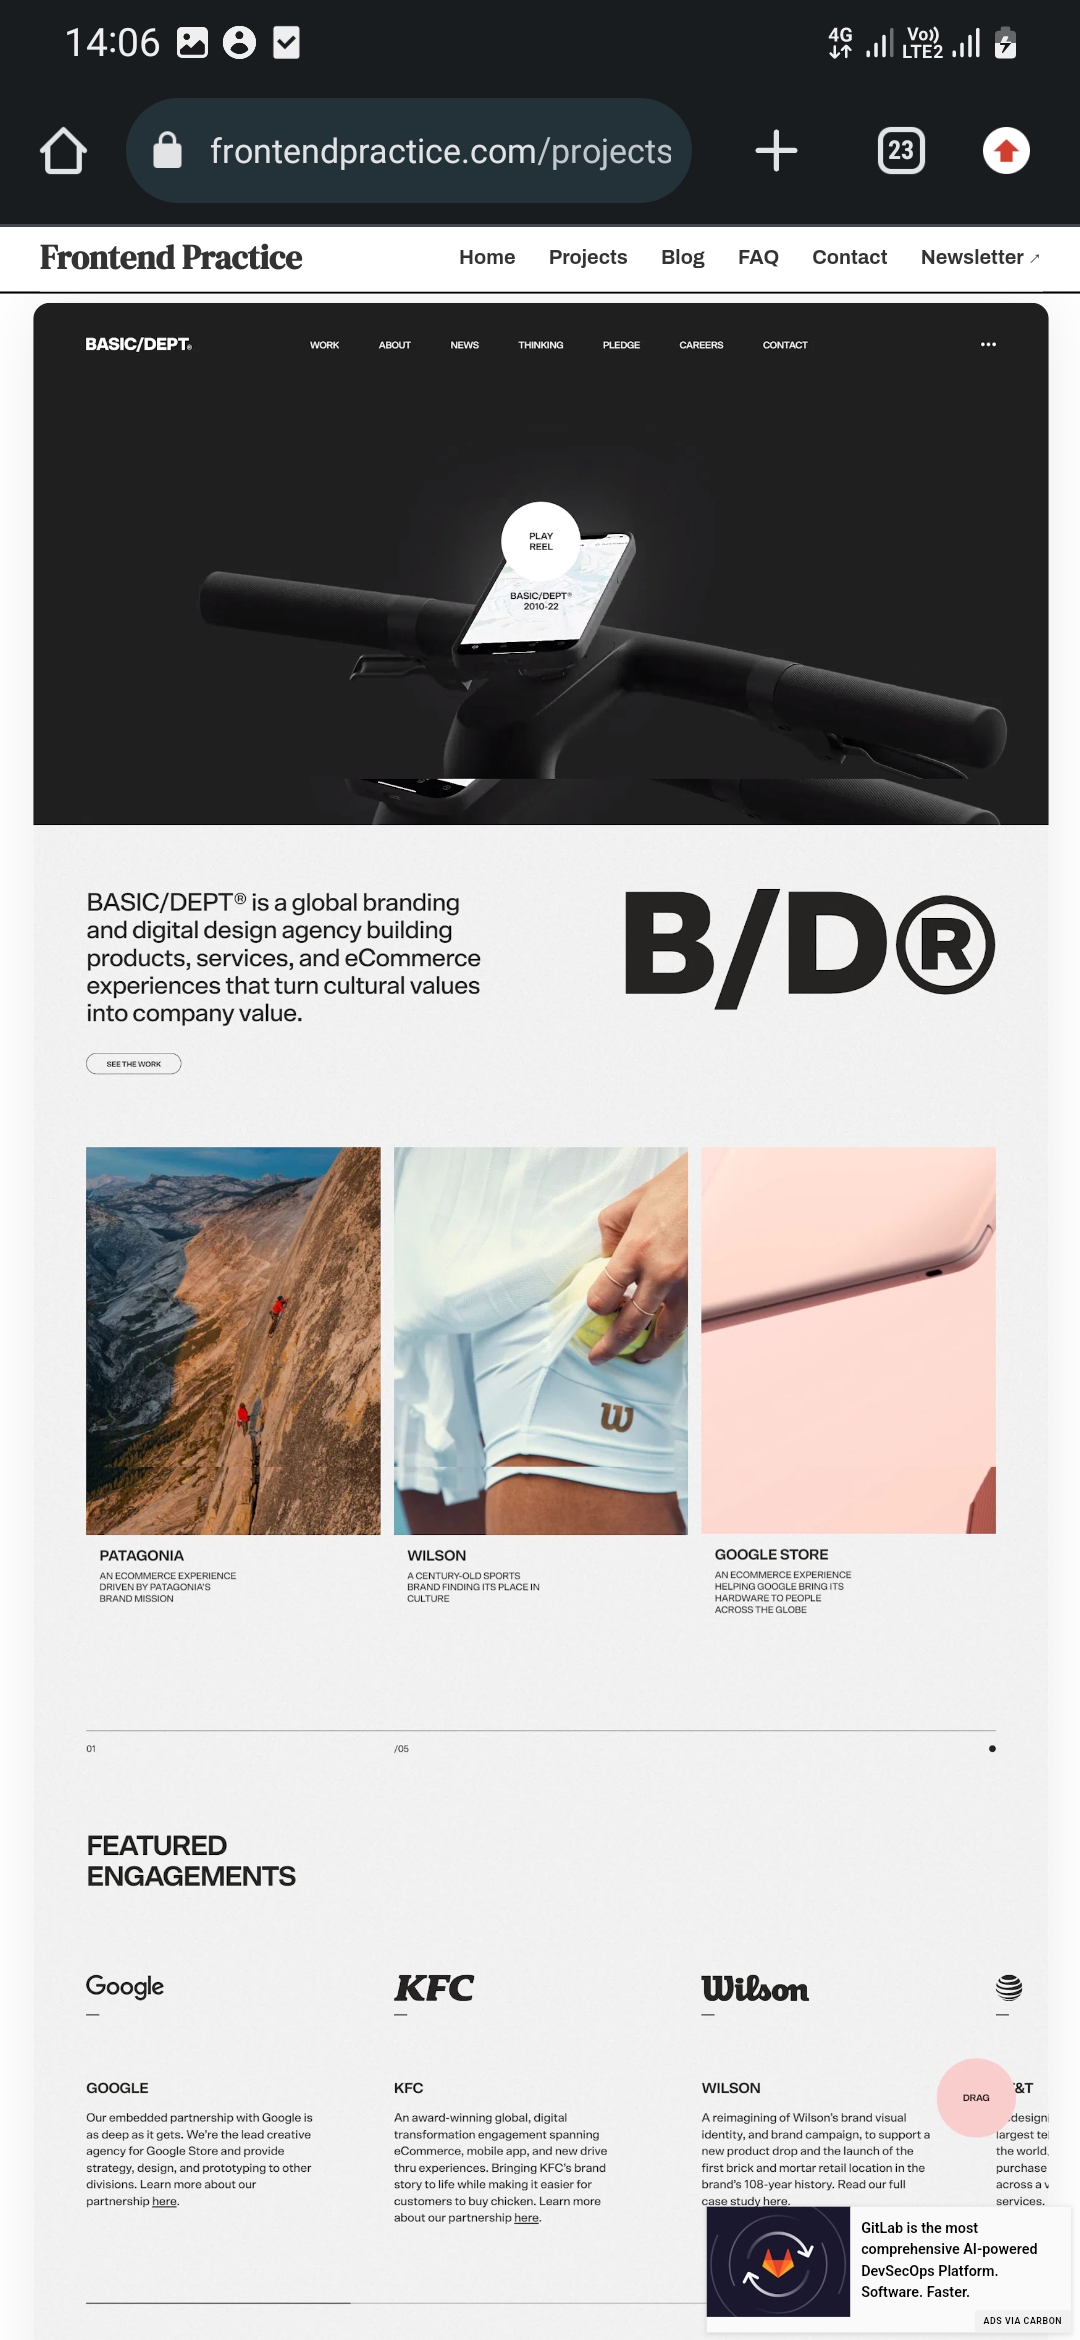 14:06
4G
Vo))
LTE2
frontendpractice.com/projects
23
Frontend Practice
Home Projects Blog FAQ Contact Newsletter ↗
BASIC/DEPT®
WORK ABOUT NEWS THINKING PLEDGE CAREERS CONTACT
PLAY
REEL
BASIC/DEPT®
2010-22
BASIC/DEPT® is a global branding
and digital design agency building
products, services, and eCommerce
experiences that turn cultural values
into company value.
B/D®
SEE THE WORK
W
PATAGONIA
AN ECOMMERCE EXPERIENCE
DRIVEN BY PATAGONIA'S
BRAND MISSION
WILSON
A CENTURY-OLD SPORTS
BRAND FINDING ITS PLACE IN
CULTURE
GOOGLE STORE
AN ECOMMERCE EXPERIENCE
HELPING GOOGLE BRING ITS
HARDWARE TO PEOPLE
ACROSS THE GLOBE
01 /05
FEATURED
ENGAGEMENTS
Google
KFC
Wilson
GOOGLE
Our embedded partnership with Google is
as deep as it gets. We're the lead creative
agency for Google Store and provide
strategy, design, and prototyping to other
divisions. Learn more about our
partnership here.
KFC
An award-winning global, digital
transformation engagement spanning
eCommerce, mobile app, and new drive
thru experiences. Bringing KFC's brand
story to life while making it easier for
customers to buy chicken. Learn more
about our partnership here.
WILSON
A reimagining of Wilson's brand visual
identity, and brand campaign, to support a
new product drop and the launch of the
first brick and mortar retail location in the
brand's 108-year history. Read our full
case study here.
DRAG
T&T
largest
the world,
purchase
across a
services.
GitLab is the most
comprehensive AI-powered
DevSecOps Platform.
Software. Faster.
ADS VIA CARBON